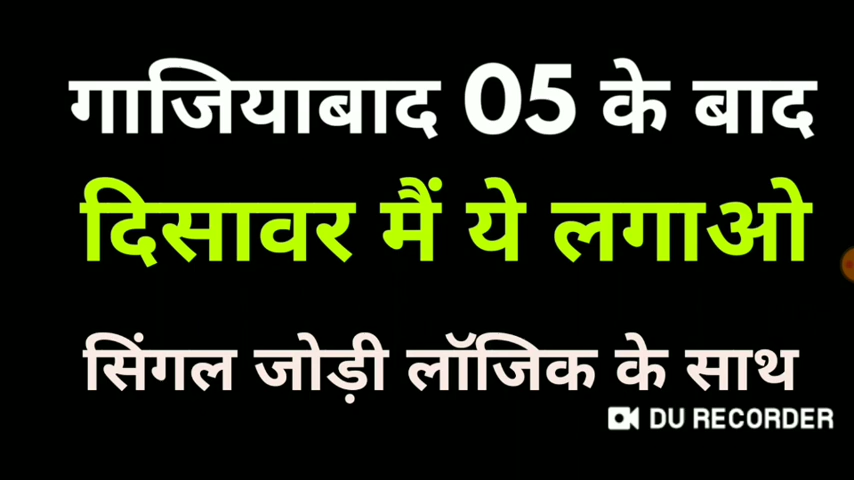 गाजियाबाद 05 के बाद
दिसावर मैं ये लगाओ
सिंगल जोड़ी लॉजिक के साथ
DU RECORDER